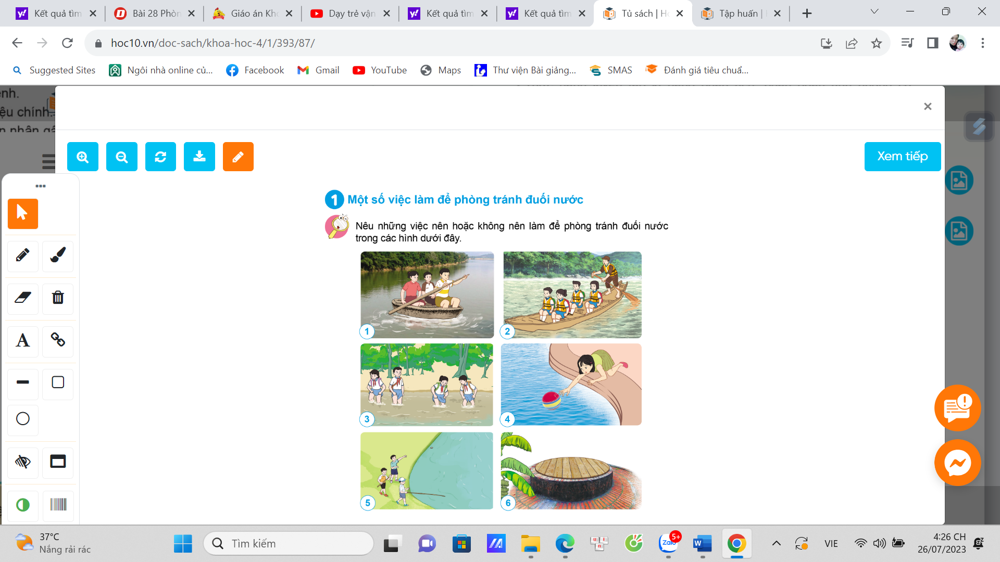 Kết quả tìm
Bài 28 Phòn
Giáo án Kho
Dạy trẻ vận
Kết quả tìm
Kết quả tìm
Tủ sách | Ho
Tập huấn |
hoc10.vn/doc-sach/khoa-hoc-4/1/393/87/
Suggested Sites
Ngôi nhà online củ...
Facebook
Gmail
YouTube
Maps
Thư viện Bài giảng...
SMAS
Đánh giá tiêu chuẩ...
ệu chính.
Xem tiếp
1 Một số việc làm để phòng tránh đuối nước
Nêu những việc nên hoặc không nên làm để phòng tránh đuối nước
trong các hình dưới đây.
1
2
3
4
5
6
A
37°C
Nắng rải rác
Tìm kiếm
5+
Zalo
W
VIE
4:26 CH
26/07/2023